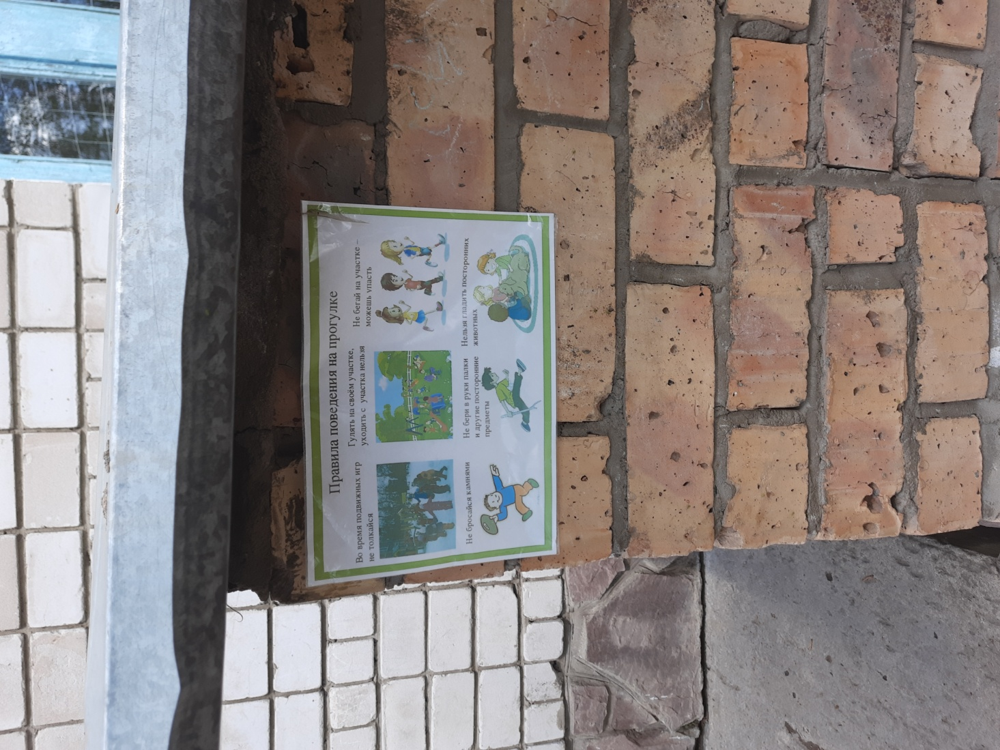 Правила поведения на прогулке
Во время подвижных игр
не толкайся
Гулять на своём участке,
уходить с участка нельзя
Не бегай на участке –
можешь упасть
Не бросайся камнями
Не бери в руки палки
и другие посторонние
предметы
Нельзя гладить посторонних
животных